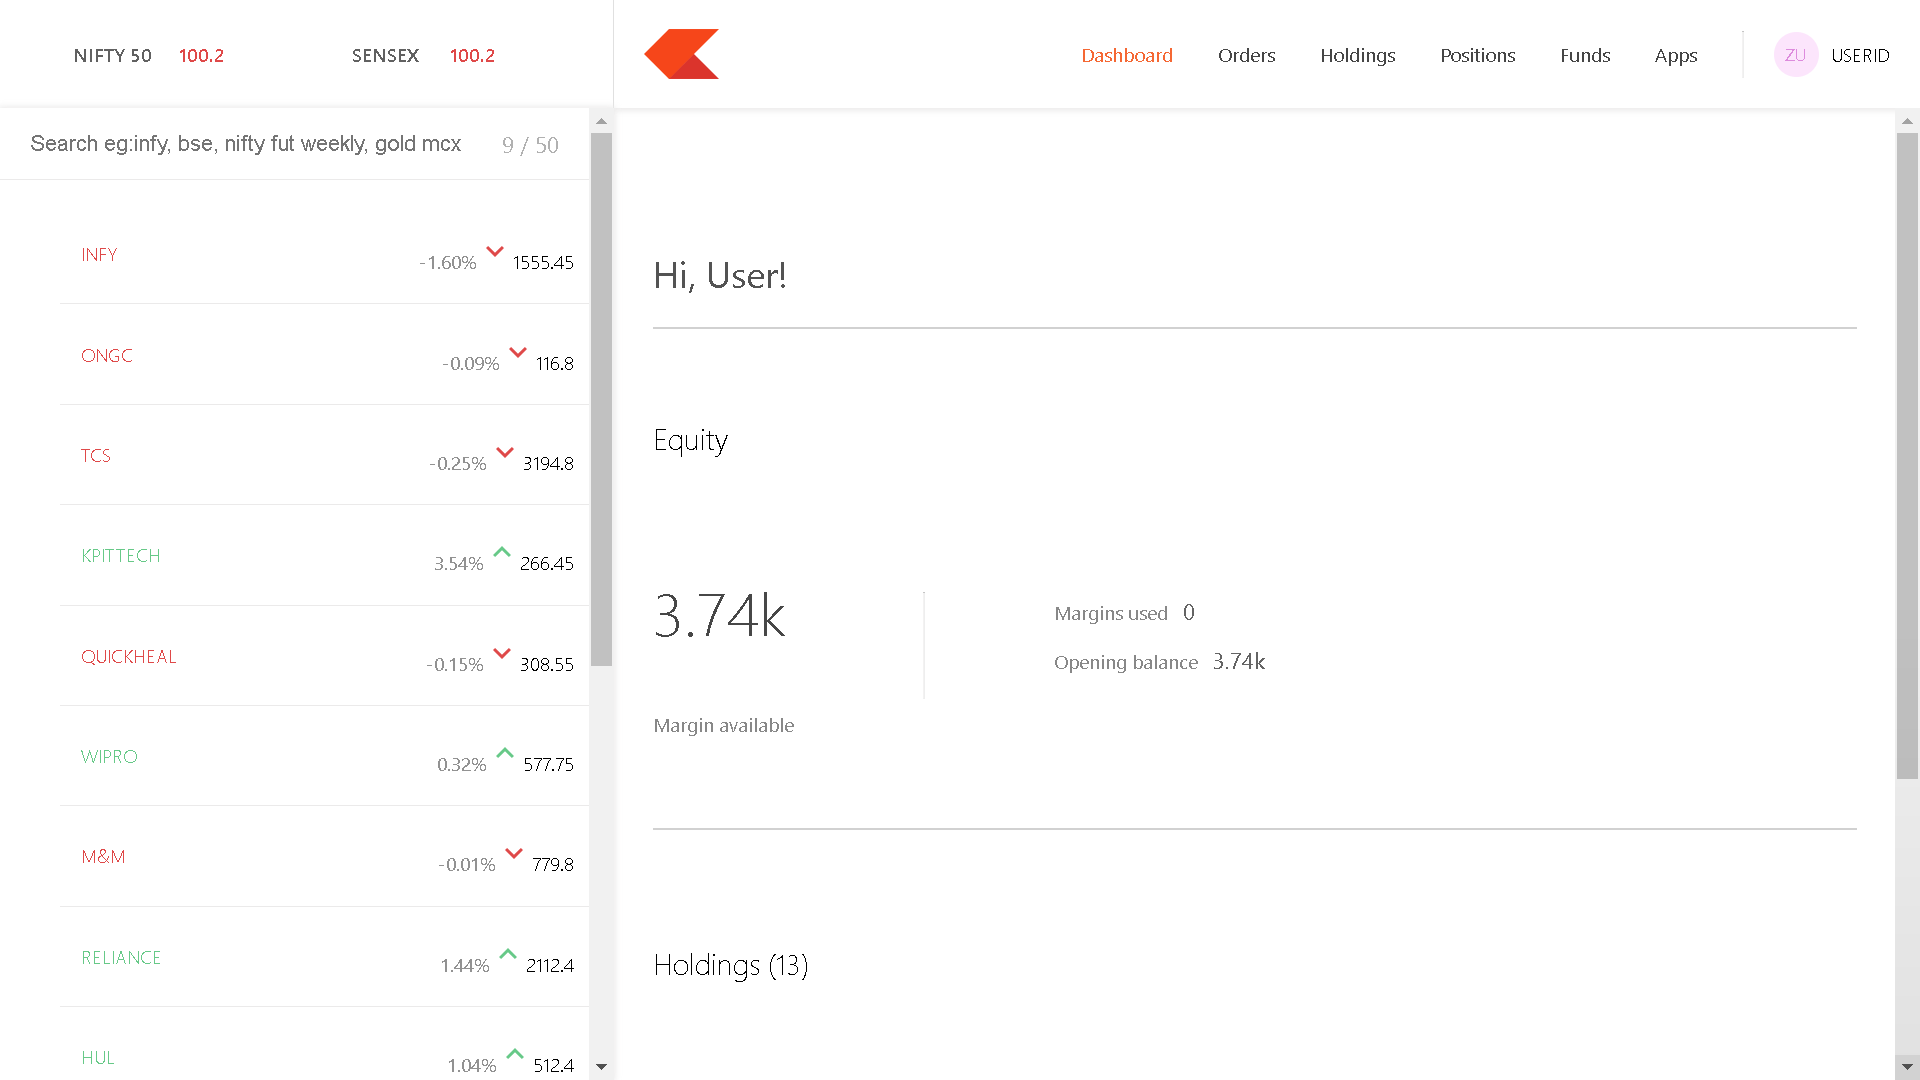 NIFTY 50 100.2 SENSEX 100.2
Dashboard Orders Holdings Positions Funds Apps ZU USERID
Search eg:infy, bse, nifty fut weekly, gold mcx 9 / 50
INFY -1.60% 1555.45
ONGC -0.09% 116.8
TCS -0.25% 3194.8
KPITTECH 3.54% 266.45
QUICKHEAL -0.15% 308.55
WIPRO 0.32% 577.75
M&M -0.01% 779.8
RELIANCE 1.44% 2112.4
HUL 1.04% 512.4
Hi, User!
Equity
3.74k
Margin available
Margins used 0
Opening balance 3.74k
Holdings (13)